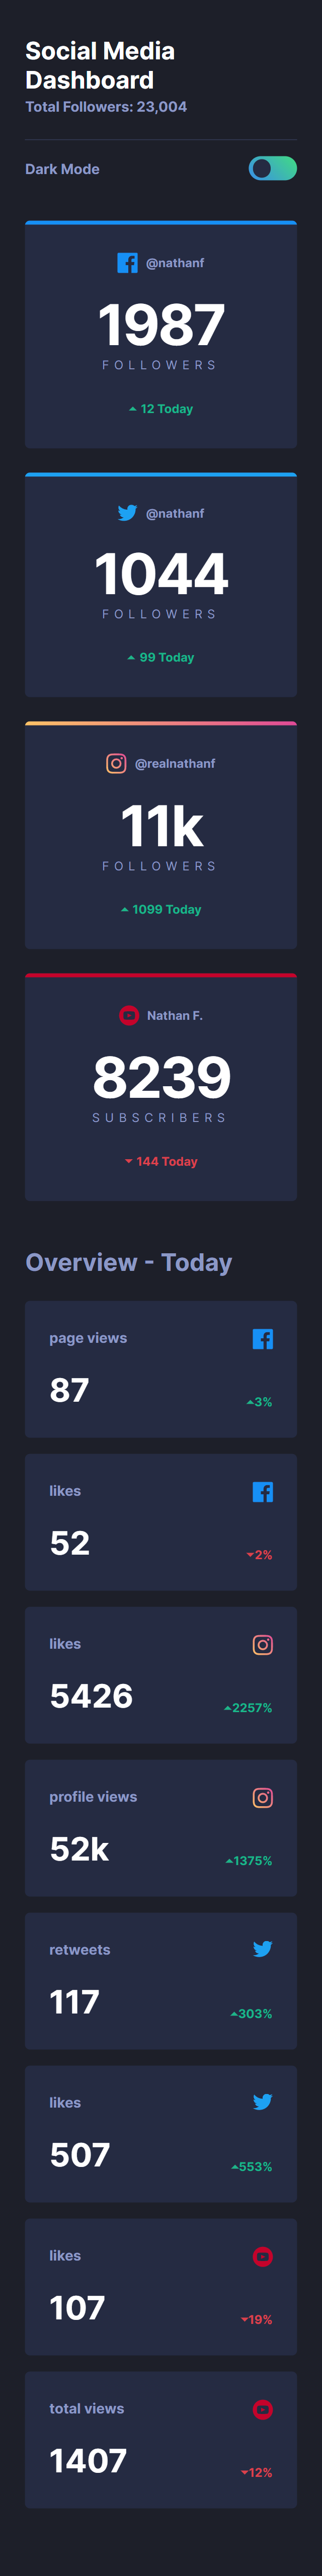 Social Media
Dashboard
Total Followers: 23,004
Dark Mode
@nathanf
1987
FOLLOWERS
12 Today
@nathanf
1044
FOLLOWERS
99 Today
@realnathanf
11k
FOLLOWERS
1099 Today
Nathan F.
8239
SUBSCRIBERS
144 Today
Overview - Today
page views
87
3%
likes
52
2%
likes
5426
2257%
profile views
52k
1375%
retweets
117
303%
likes
507
553%
likes
107
19%
total views
1407
12%